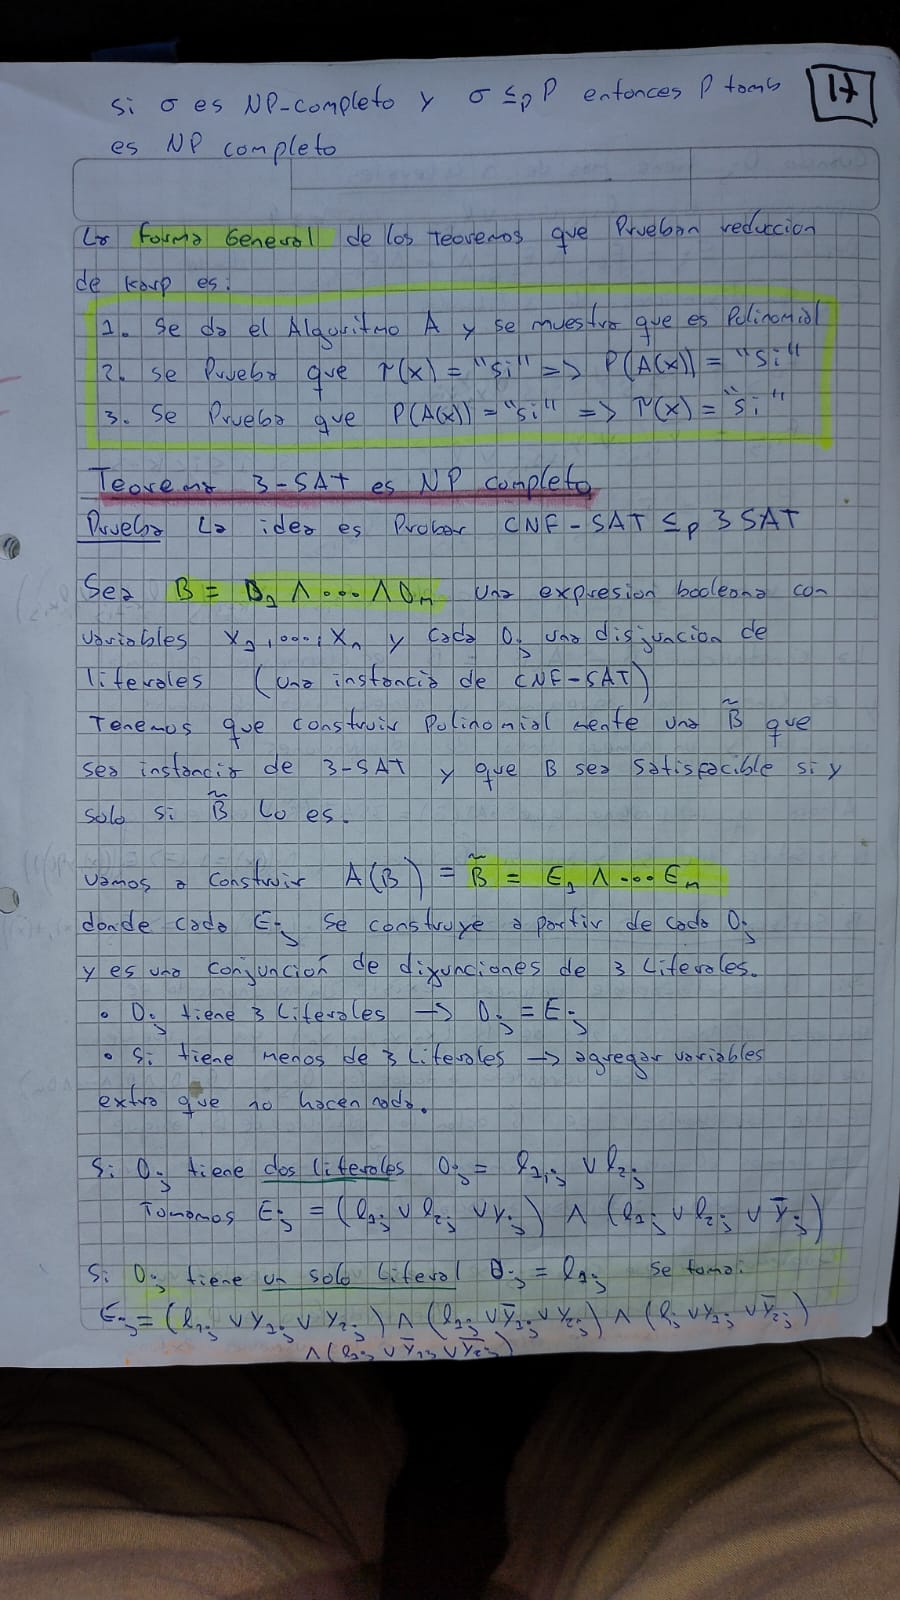 si σ es NP-completo y σ ≤p P entonces P tamb
17
es NP completo
La forma General de los teoremas que Prueban reduccion
de karp es:
1. Se da el Algoritmo A y se muestra que es Polinomial
2. se Prueba que π(x) = "si" => P(A(x)) = "si"
3. Se Prueba que P(A(x)) = "si" => π(x) = "si"
Teorema 3-SAT es NP completo
Prueba La idea es Probar CNF-SAT ≤p 3SAT
Sea B = D₁ ∧ ... ∧ Dm una expresion booleana con
variables x₁,...,xn y cada Dj una disjuncion de
literales (una instancia de CNF-SAT)
Tenemos que construir Polinomial mente una B̃ que
sea instancia de 3-SAT y que B sea satisfacible si y
solo si B̃ lo es.
vamos a construir A(B) = B̃ = E₁ ∧ ... Em
donde cada Ej se construye a partir de cada Dj
y es una conjuncion de dijunciones de 3 Literales.
• Dj tiene 3 Literales → Dj = Ej
• Si tiene menos de 3 Literales → agregar variables
extra que no hacen nada.
Si Dj tiene dos literales Dj = l₁,j ∨ l₂j
Tomamos Ej = (l₁j ∨ l₂j ∨ Yj) ∧ (l₁j ∨ l₂j ∨ Ȳj)
Si Dj tiene un solo Literal Dj = l₁j se toma:
Ej = (l₁j ∨ Y₁j ∨ Y₂j) ∧ (l₁j ∨ Ȳ₁j ∨ Y₂j) ∧ (lj ∨ Y₁j ∨ Ȳ₂j)
∧ (l₁j ∨ Ȳ₁j ∨ Ȳ₂j)